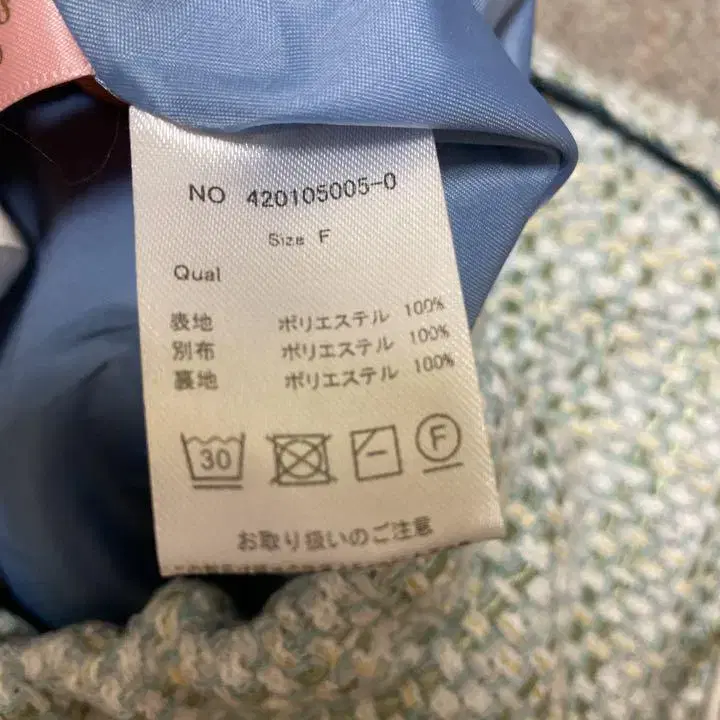 NO 420105005-0
Size F
Qual
表地 ポリエステル 100%
別布 ポリエステル 100%
裏地 ポリエステル 100%
30
F
お取り扱いのご注意